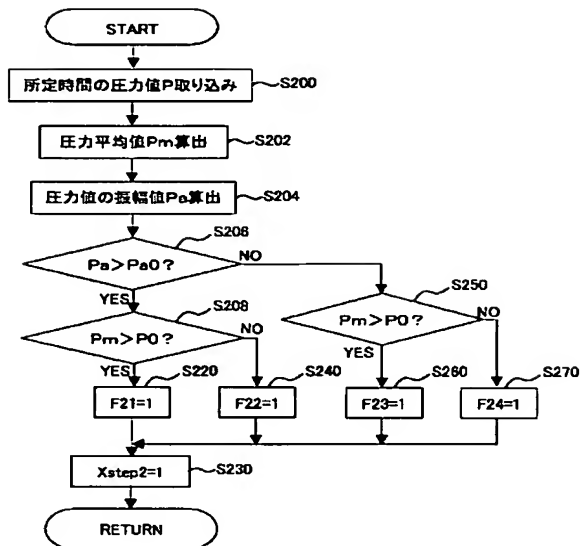 START
所定時間の圧力値P取り込み
S200
圧力平均値Pm算出
S202
圧力値の振幅値Pa算出
S204
S206
Pa>Pa0?
NO
YES
S208
Pm>P0?
NO
YES
S250
Pm>P0?
NO
YES
S220
F21=1
S240
F22=1
S260
F23=1
S270
F24=1
Xstep2=1
S230
RETURN